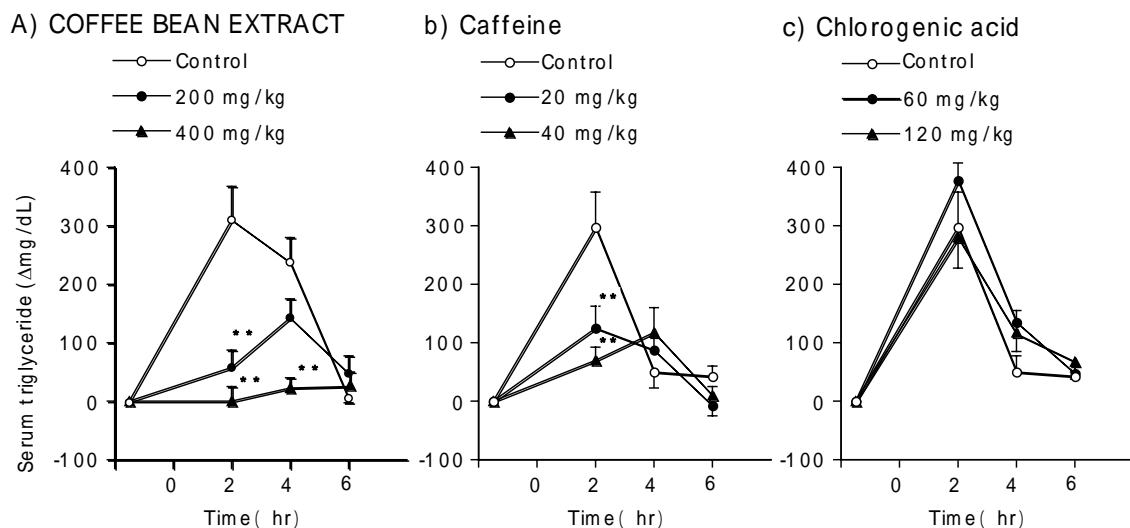 A) COFFEE BEAN EXTRACT
Control
200 mg/kg
400 mg/kg
Serum triglyceride (Δmg/dL)
400
300
200
100
0
-100
**
**
**
0 2 4 6
Time( hr)
b) Caffeine
Control
20 mg/kg
40 mg/kg
400
300
200
100
0
-100
**
**
0 2 4 6
Time( hr)
c) Chlorogenic acid
Control
60 mg/kg
120 mg/kg
400
300
200
100
0
-100
0 2 4 6
Time( hr)